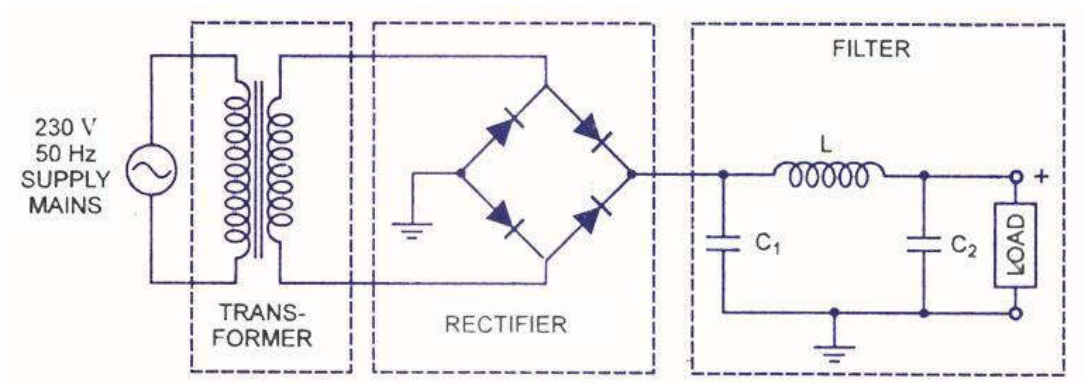 230 V
50 Hz
SUPPLY
MAINS
TRANS-
FORMER
RECTIFIER
FILTER
L
C1
C2
+
LOAD